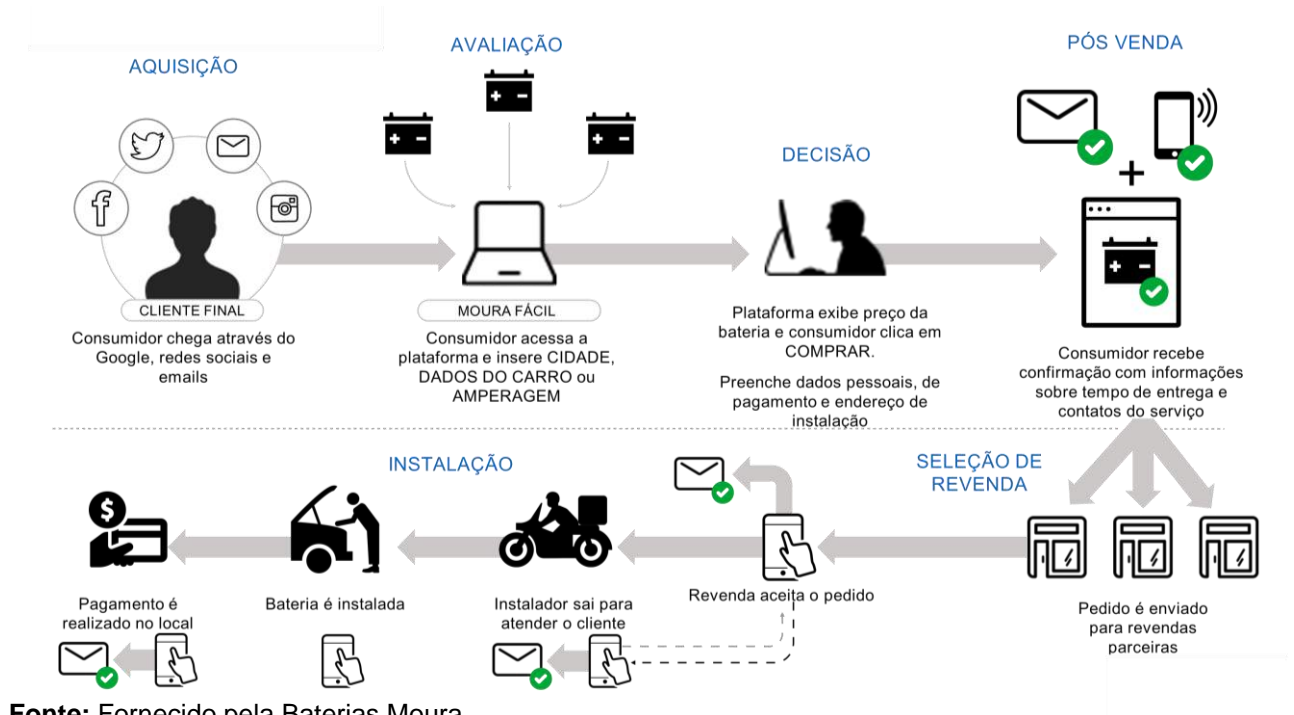 AQUISIÇÃO
CLIENTE FINAL
Consumidor chega através do
Google, redes sociais e
emails
AVALIAÇÃO
MOURA FÁCIL
Consumidor acessa a
plataforma e insere CIDADE,
DADOS DO CARRO ou
AMPERAGEM
DECISÃO
Plataforma exibe preço da
bateria e consumidor clica em
COMPRAR.
Preenche dados pessoais, de
pagamento e endereço de
instalação
PÓS VENDA
+
Consumidor recebe
confirmação com informações
sobre tempo de entrega e
contatos do serviço
SELEÇÃO DE
REVENDA
Pedido é enviado
para revendas
parceiras
Revenda aceita o pedido
INSTALAÇÃO
Instalador sai para
atender o cliente
Bateria é instalada
$
Pagamento é
realizado no local
Fonte: Fornecido pela Baterias Moura